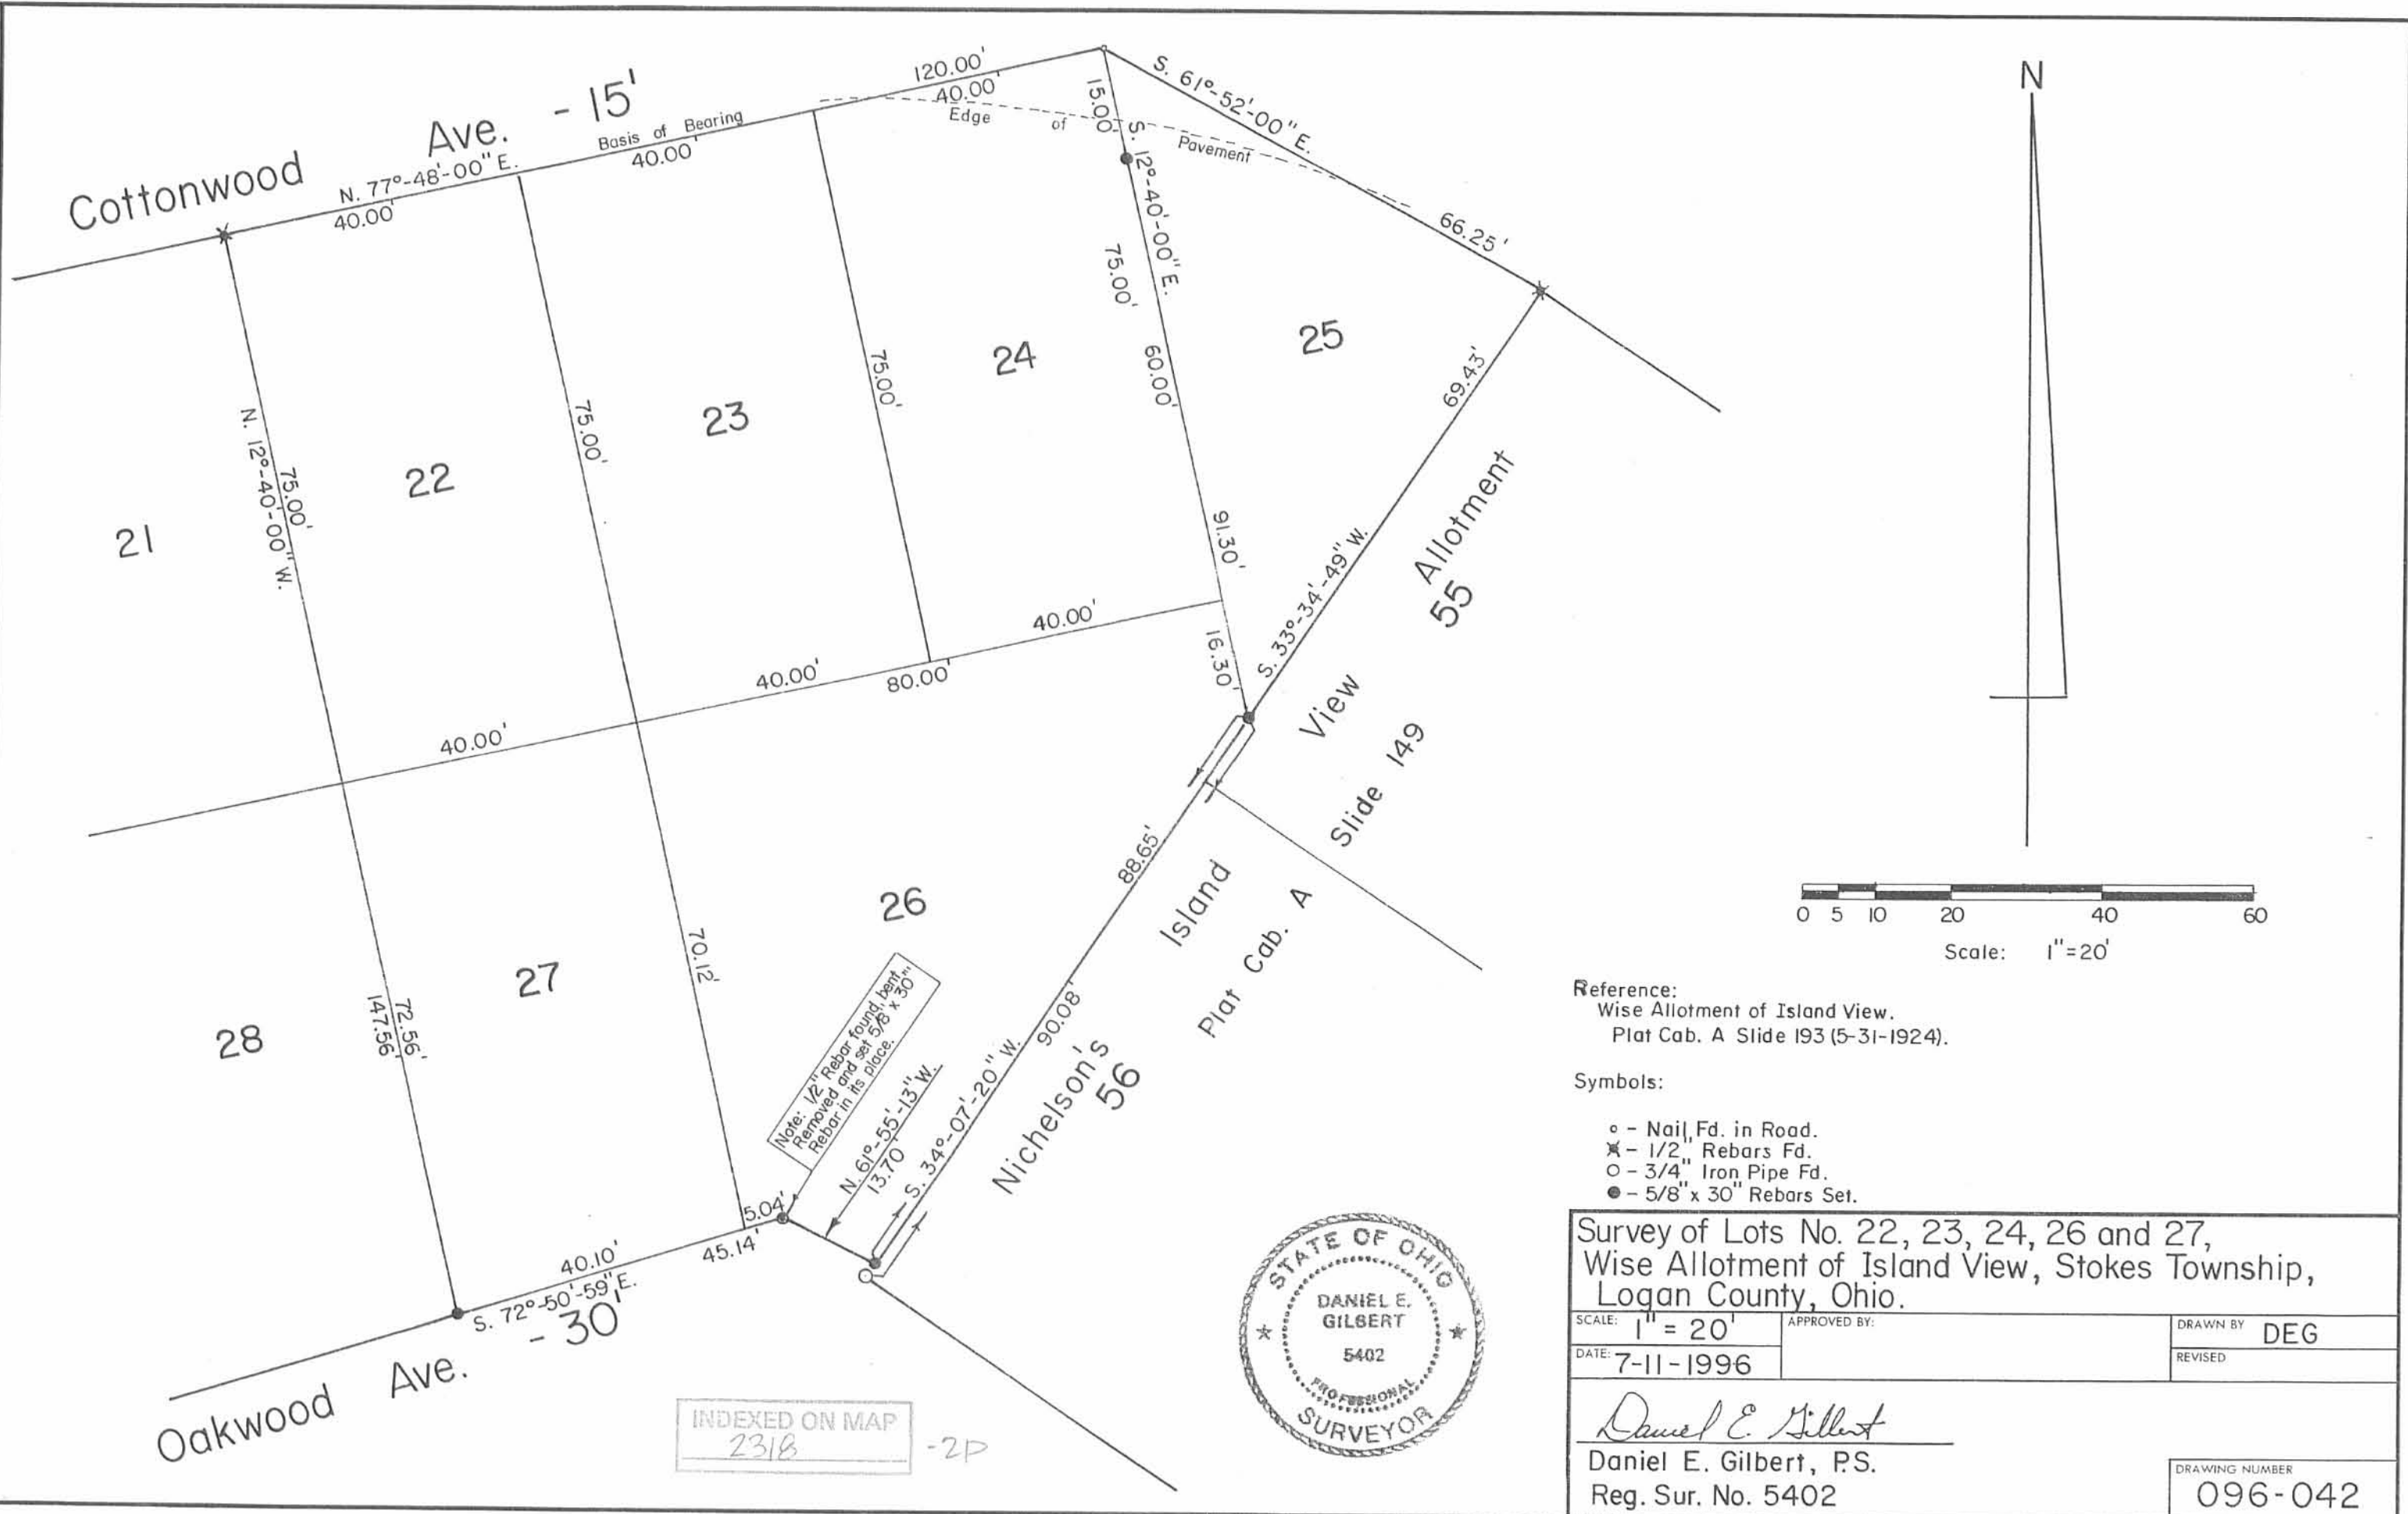 Cottonwood Ave. - 15'
N. 77°-48'-00" E.
Basis of Bearing
120.00'
40.00'
40.00'
40.00'
Edge of Pavement
15.00'
S. 12°-40'-00" E.
75.00'
60.00'
91.30'
16.30'
S. 61°-52'-00" E.
66.25'
69.43'
S. 33°-34'-49" W.
N. 12°-40'-00" W.
75.00'
75.00'
75.00'
21
22
23
24
25
40.00'
40.00'
80.00'
40.00'
28
27
26
72.56'
147.56'
70.12'
88.65'
90.08'
S. 34°-07'-20" W.
N. 61°-55'-13" W.
13.70'
Note: 1/2" Rebar found, bent.
Removed and set 5/8" x 30"
Rebar in its place.
5.04'
45.14'
40.10'
S. 72°-50'-59" E.
Oakwood Ave. - 30'
Nichelson's Island View Allotment
56
55
Plat Cab. A Slide 149
N
0 5 10 20 40 60
Scale: 1"=20'
Reference:
Wise Allotment of Island View.
Plat Cab. A Slide 193 (5-31-1924).
Symbols:
- Nail Fd. in Road.
- 1/2" Rebars Fd.
- 3/4" Iron Pipe Fd.
- 5/8" x 30" Rebars Set.
STATE OF OHIO
DANIEL E.
GILBERT
5402
PROFESSIONAL
SURVEYOR
INDEXED ON MAP
2318
-2P
Survey of Lots No. 22, 23, 24, 26 and 27,
Wise Allotment of Island View, Stokes Township,
Logan County, Ohio.
SCALE: 1" = 20'
APPROVED BY:
DRAWN BY DEG
DATE: 7-11-1996
REVISED
Daniel E. Gilbert
Daniel E. Gilbert, P.S.
Reg. Sur. No. 5402
DRAWING NUMBER
096-042